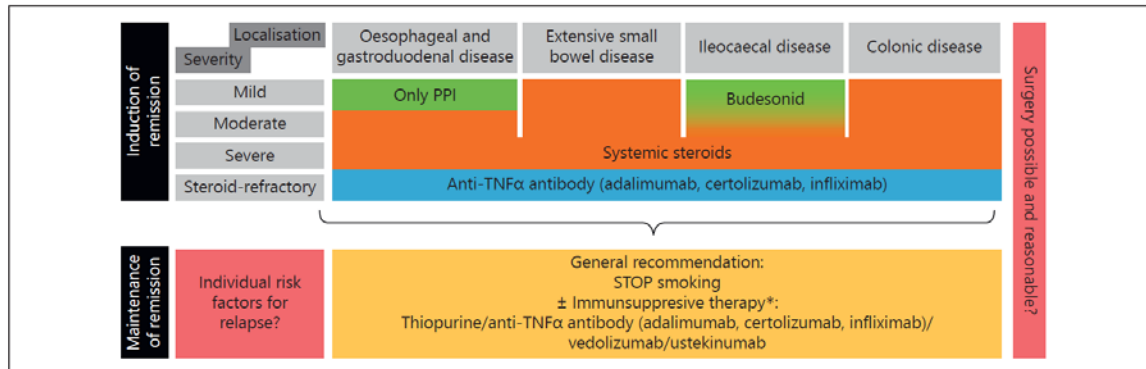 Induction of
remission
Localisation
Severity
Oesophageal and
gastroduodenal disease
Extensive small
bowel disease
Ileocaecal disease
Colonic disease
Mild
Only PPI
Budesonid
Moderate
Severe
Systemic steroids
Steroid-refractory
Anti-TNFα antibody (adalimumab, certolizumab, infliximab)
Surgery possible and reasonable?
Maintenance
of remission
Individual risk
factors for
relapse?
General recommendation:
STOP smoking
± Immunsuppresive therapy*:
Thiopurine/anti-TNFα antibody (adalimumab, certolizumab, infliximab)/
vedolizumab/ustekinumab